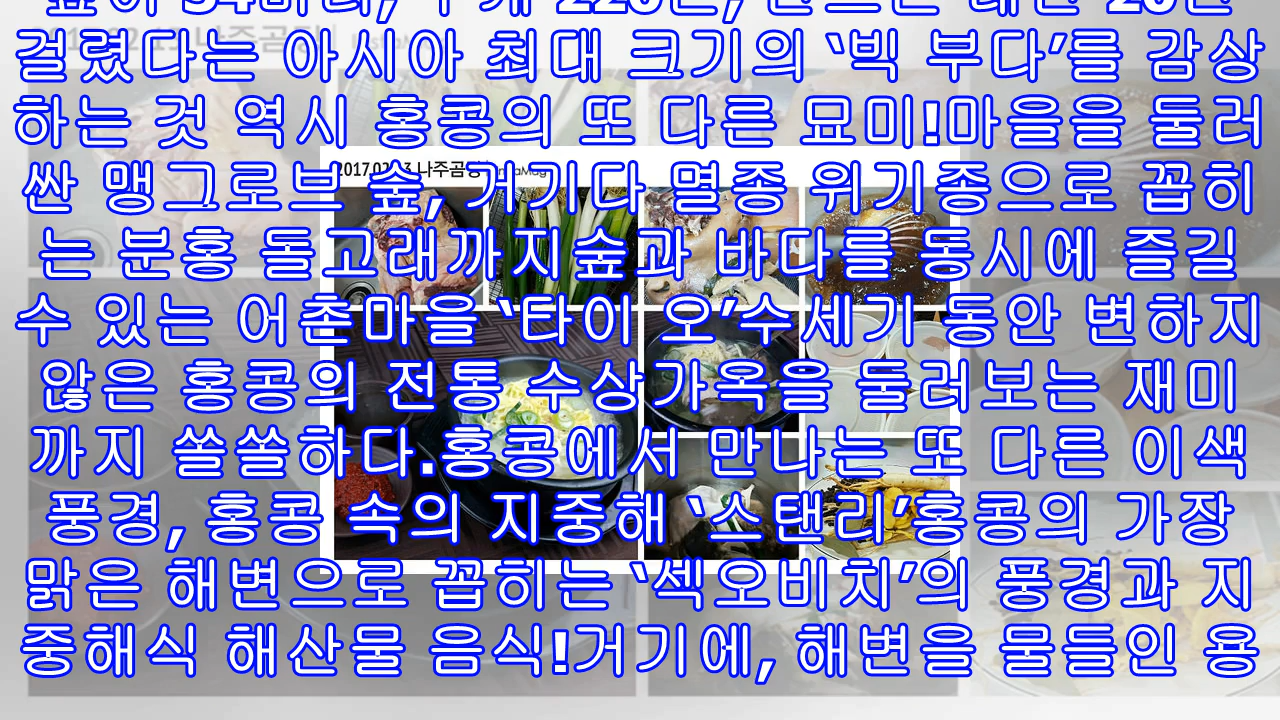 걸렸다는 아시아 최대 크기의 ‘빅 부다’를 감상
하는 것 역시 홍콩의 또 다른 묘미!마을을 둘러
싼 맹그로브 숲, 거기다 멸종 위기종으로 꼽히
는 분홍 돌고래까지숲과 바다를 동시에 즐길
수 있는 어촌마을 ‘타이 오’수세기 동안 변하지
않은 홍콩의 전통 수상가옥을 둘러보는 재미
까지 쏠쏠하다.홍콩에서 만나는 또 다른 이색
풍경, 홍콩 속의 지중해 ‘스탠리’홍콩의 가장
맑은 해변으로 꼽히는 ‘섹오비치’의 풍경과 지
중해식 해산물 음식!거기에, 해변을 물들인 용
나주곰탕